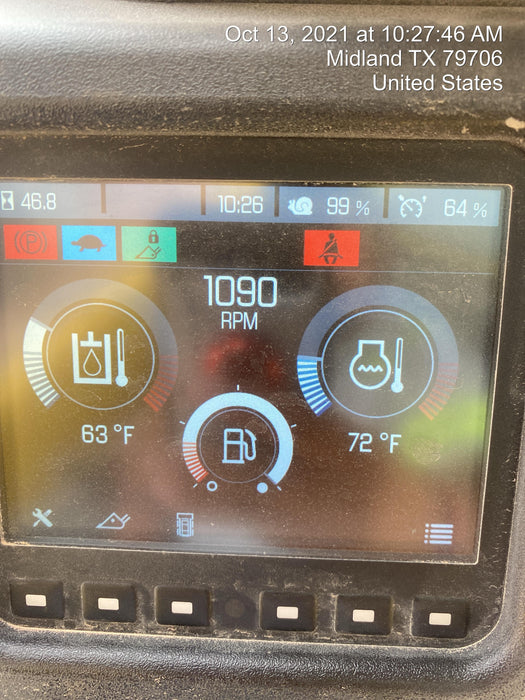 Oct 13, 2021 at 10:27:46 AM
Midland TX 79706
United States
46.8 10:26 99 % 64 %
P
1090
RPM
63 °F 72 °F